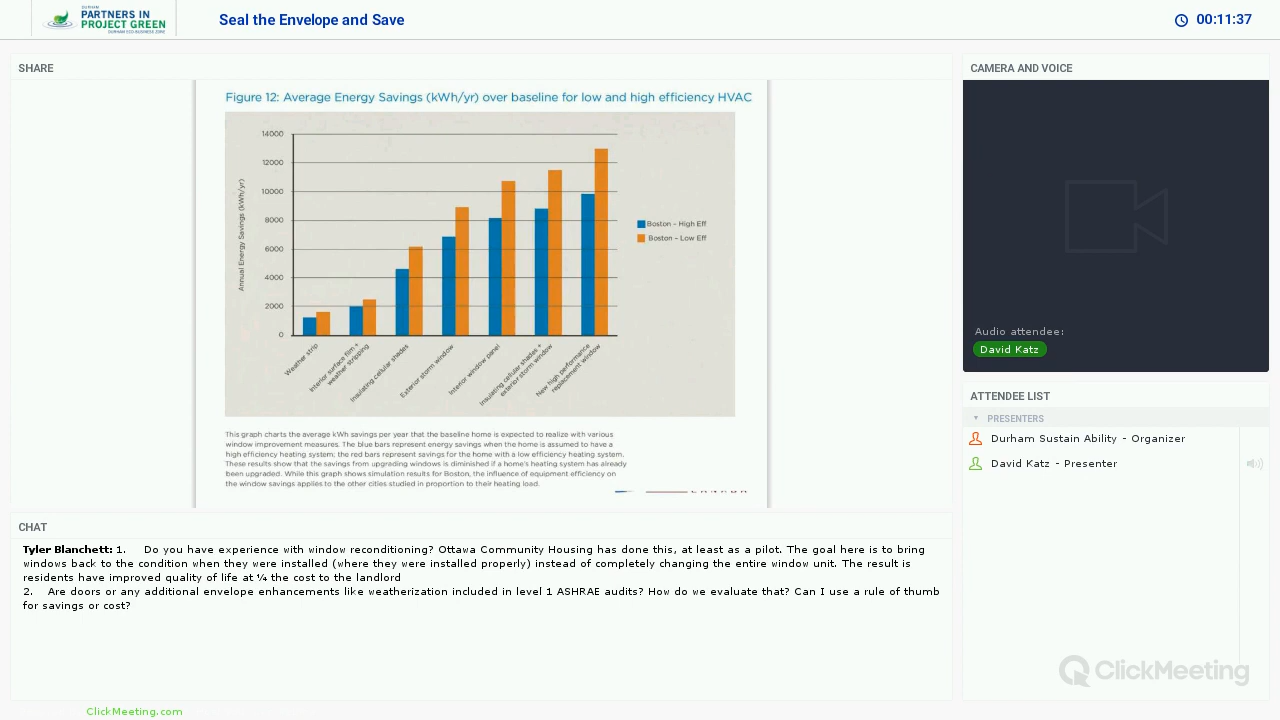 DURHAM
PARTNERS IN
PROJECT GREEN
DURHAM ECO-BUSINESS ZONE
Seal the Envelope and Save
00:11:37
SHARE
Figure 12: Average Energy Savings (kWh/yr) over baseline for low and high efficiency HVAC
Annual Energy Savings (kWh/yr)
14000
12000
10000
8000
6000
4000
2000
0
Weather strip
Interior surface film +
weather stripping
Insulating cellular shades
Exterior storm window
Interior window panel
Insulating cellular shades +
exterior storm window
New high performance
replacement window
Boston – High Eff
Boston – Low Eff
This graph charts the average kWh savings per year that the baseline home is expected to realize with various
window improvement measures. The blue bars represent energy savings when the home is assumed to have a
high efficiency heating system; the red bars represent savings for the home with a low efficiency heating system.
These results show that the savings from upgrading windows is diminished if a home's heating system has already
been upgraded. While this graph shows simulation results for Boston, the influence of equipment efficiency on
the window savings applies to the other cities studied in proportion to their heating load.
CAMERA AND VOICE
Audio attendee:
David Katz
ATTENDEE LIST
PRESENTERS
Durham Sustain Ability - Organizer
David Katz - Presenter
ClickMeeting
CHAT
Tyler Blanchett: 1. Do you have experience with window reconditioning? Ottawa Community Housing has done this, at least as a pilot. The goal here is to bring
windows back to the condition when they were installed (where they were installed properly) instead of completely changing the entire window unit. The result is
residents have improved quality of life at ¼ the cost to the landlord
2. Are doors or any additional envelope enhancements like weatherization included in level 1 ASHRAE audits? How do we evaluate that? Can I use a rule of thumb
for savings or cost?
ClickMeeting.com